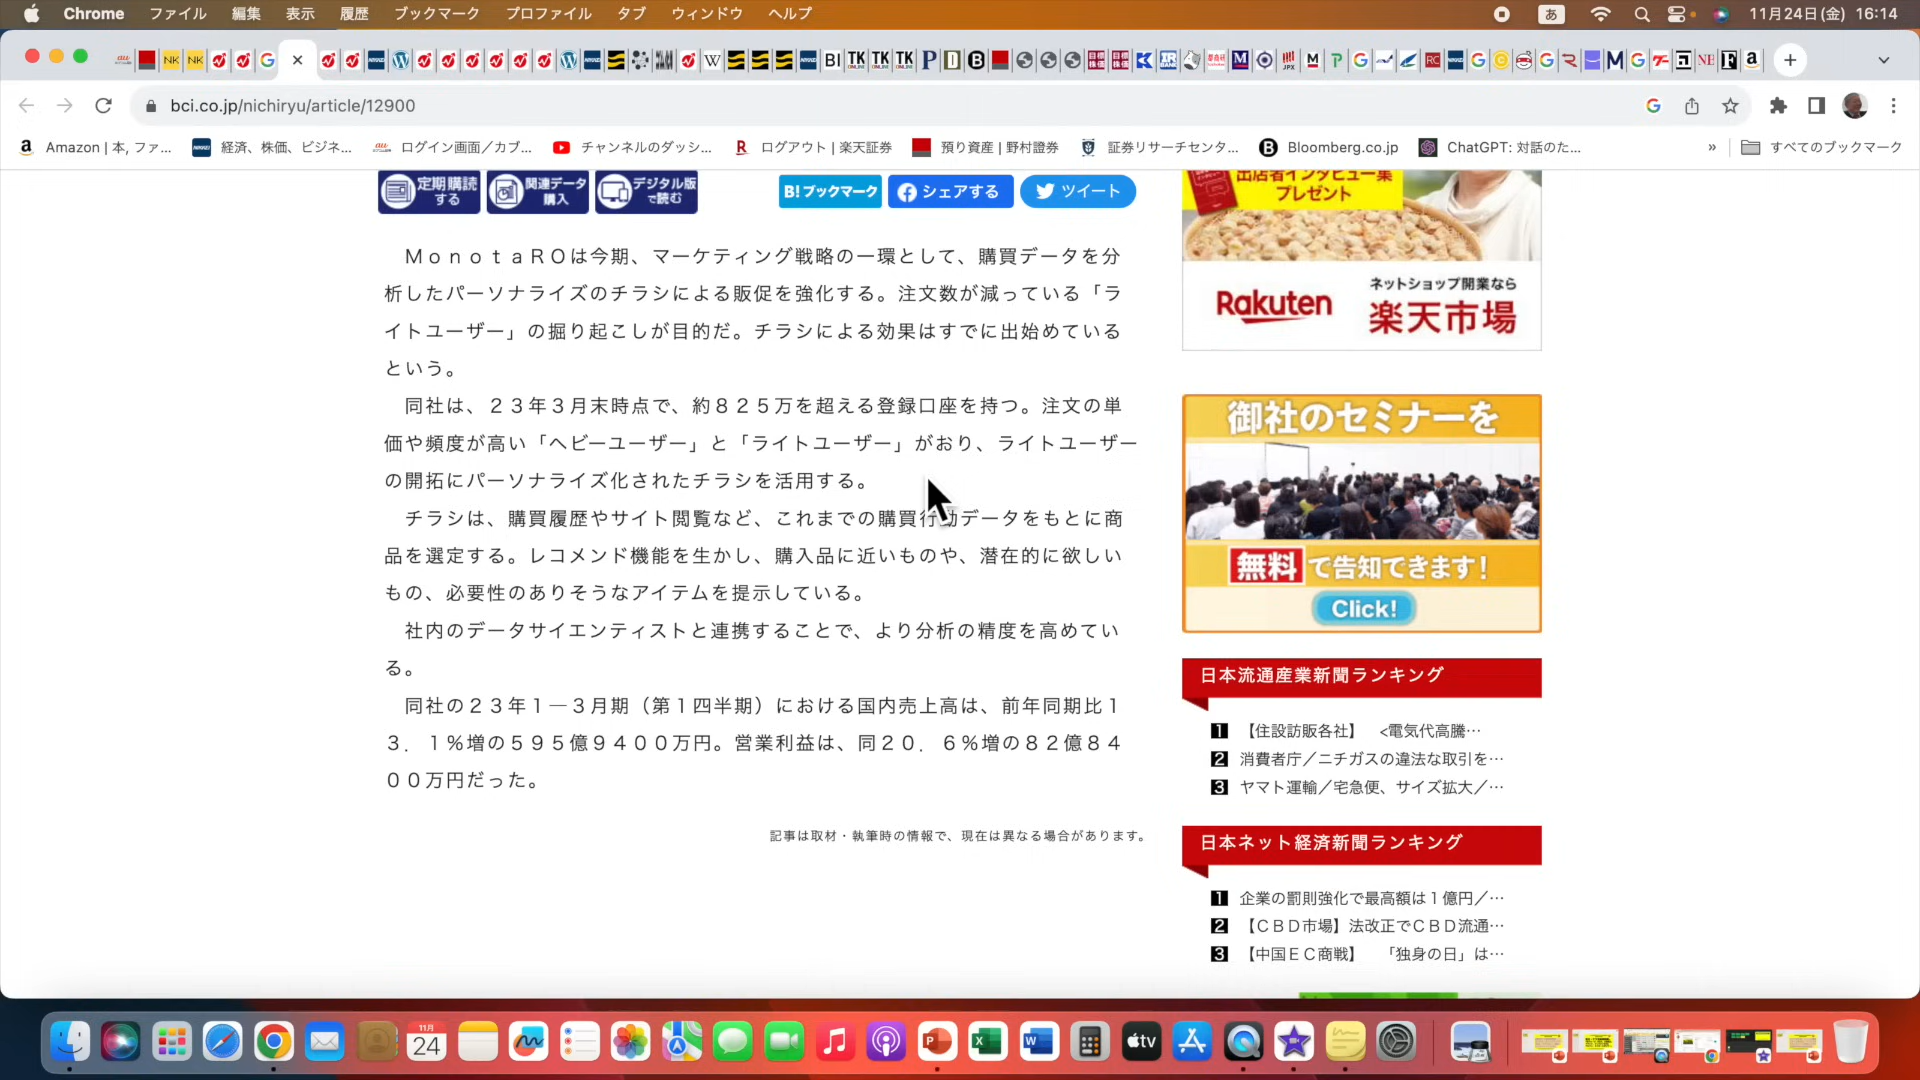 Chrome ファイル 編集 表示 履歴 ブックマーク プロファイル タブ ウィンドウ ヘルプ
あ 11月24日(金) 16:14
bci.co.jp/nichiryu/article/12900
Amazon | 本, ファ... 経済、株価、ビジネ... ログイン画面／カブ... チャンネルのダッシ... ログアウト | 楽天証券 預り資産 | 野村證券 証券リサーチセンタ... Bloomberg.co.jp ChatGPT: 対話のた... » すべてのブックマーク
定期購読する
関連データ購入
デジタル版で読む
B! ブックマーク シェアする ツイート
ＭｏｎｏｔａＲＯは今期、マーケティング戦略の一環として、購買データを分
析したパーソナライズのチラシによる販促を強化する。注文数が減っている「ラ
イトユーザー」の掘り起こしが目的だ。チラシによる効果はすでに出始めている
という。
同社は、２３年３月末時点で、約８２５万を超える登録口座を持つ。注文の単
価や頻度が高い「ヘビーユーザー」と「ライトユーザー」がおり、ライトユーザー
の開拓にパーソナライズ化されたチラシを活用する。
チラシは、購買履歴やサイト閲覧など、これまでの購買行動データをもとに商
品を選定する。レコメンド機能を生かし、購入品に近いものや、潜在的に欲しい
もの、必要性のありそうなアイテムを提示している。
社内のデータサイエンティストと連携することで、より分析の精度を高めてい
る。
同社の２３年１―３月期（第１四半期）における国内売上高は、前年同期比１
３．１％増の５９５億９４００万円。営業利益は、同２０．６％増の８２億８４
００万円だった。
記事は取材・執筆時の情報で、現在は異なる場合があります。
出店者インタビュー集
プレゼント
Rakuten
ネットショップ開業なら
楽天市場
御社のセミナーを
無料で告知できます！
Click!
日本流通産業新聞ランキング
1 【住設訪販各社】 <電気代高騰…
2 消費者庁／ニチガスの違法な取引を…
3 ヤマト運輸／宅急便、サイズ拡大／…
日本ネット経済新聞ランキング
1 企業の罰則強化で最高額は１億円／…
2 【ＣＢＤ市場】法改正でＣＢＤ流通…
3 【中国ＥＣ商戦】 「独身の日」は…
11月
24
tv